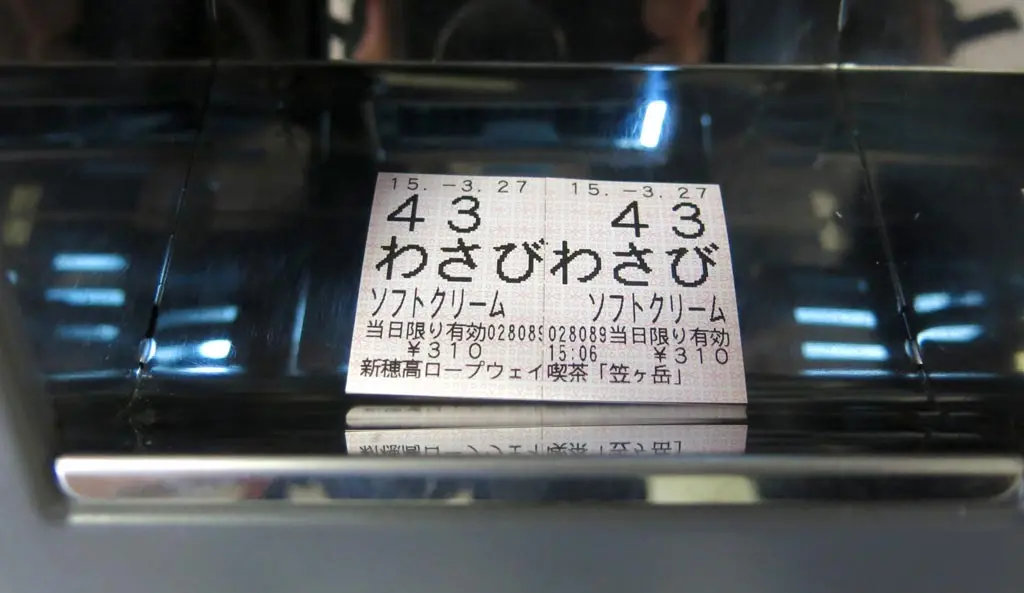 15.-3.27 15.-3.27
43 43
わさび わさび
ソフトクリーム ソフトクリーム
当日限り有効028089 028089当日限り有効
￥310 15:06 ￥310
新穂高ロープウェイ喫茶「笠ヶ岳」